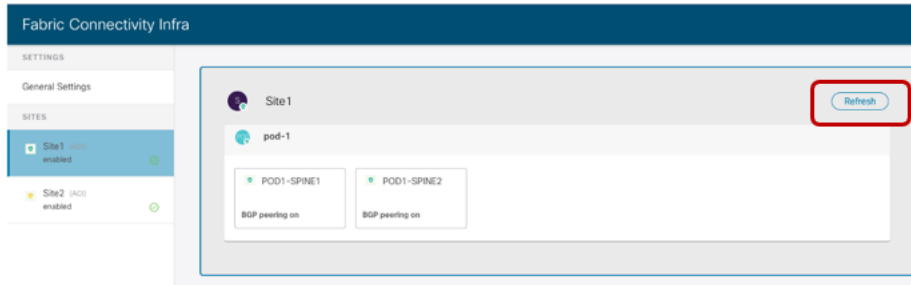 Fabric Connectivity Infra
SETTINGS
General Settings
SITES
Site1 (ACI)
enabled
Site2 (ACI)
enabled
S
Site1
Refresh
pod-1
POD1-SPINE1
BGP peering on
POD1-SPINE2
BGP peering on